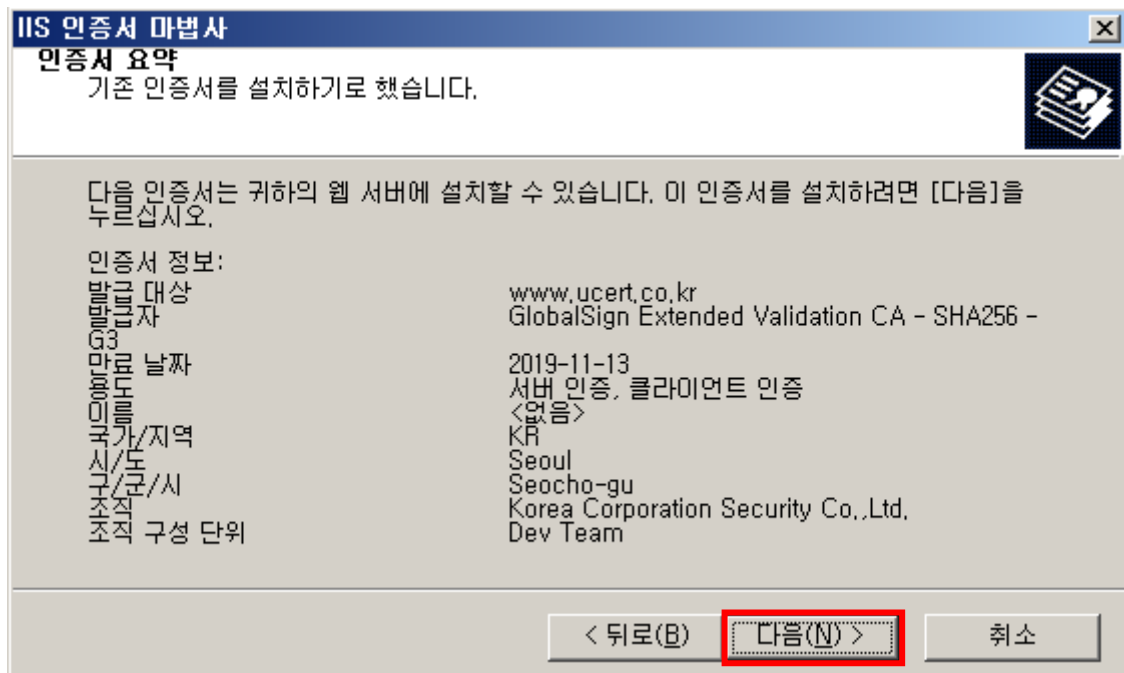 IIS 인증서 마법사
인증서 요약
기존 인증서를 설치하기로 했습니다.
다음 인증서는 귀하의 웹 서버에 설치할 수 있습니다. 이 인증서를 설치하려면 [다음]을
누르십시오.
인증서 정보:
발급 대상 www.ucert.co.kr
발급자 GlobalSign Extended Validation CA - SHA256 -
G3
만료 날짜 2019-11-13
용도 서버 인증, 클라이언트 인증
이름 <없음>
국가/지역 KR
시/도 Seoul
구/군/시 Seocho-gu
조직 Korea Corporation Security Co.,Ltd.
조직 구성 단위 Dev Team
< 뒤로(B) 다음(N) > 취소